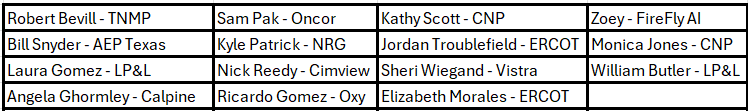 Robert Bevill - TNMP Sam Pak - Oncor Kathy Scott - CNP Zoey - FireFly AI
Bill Snyder - AEP Texas Kyle Patrick - NRG Jordan Troublefield - ERCOT Monica Jones - CNP
Laura Gomez - LP&L Nick Reedy - Cimview Sheri Wiegand - Vistra William Butler - LP&L
Angela Ghormley - Calpine Ricardo Gomez - Oxy Elizabeth Morales - ERCOT